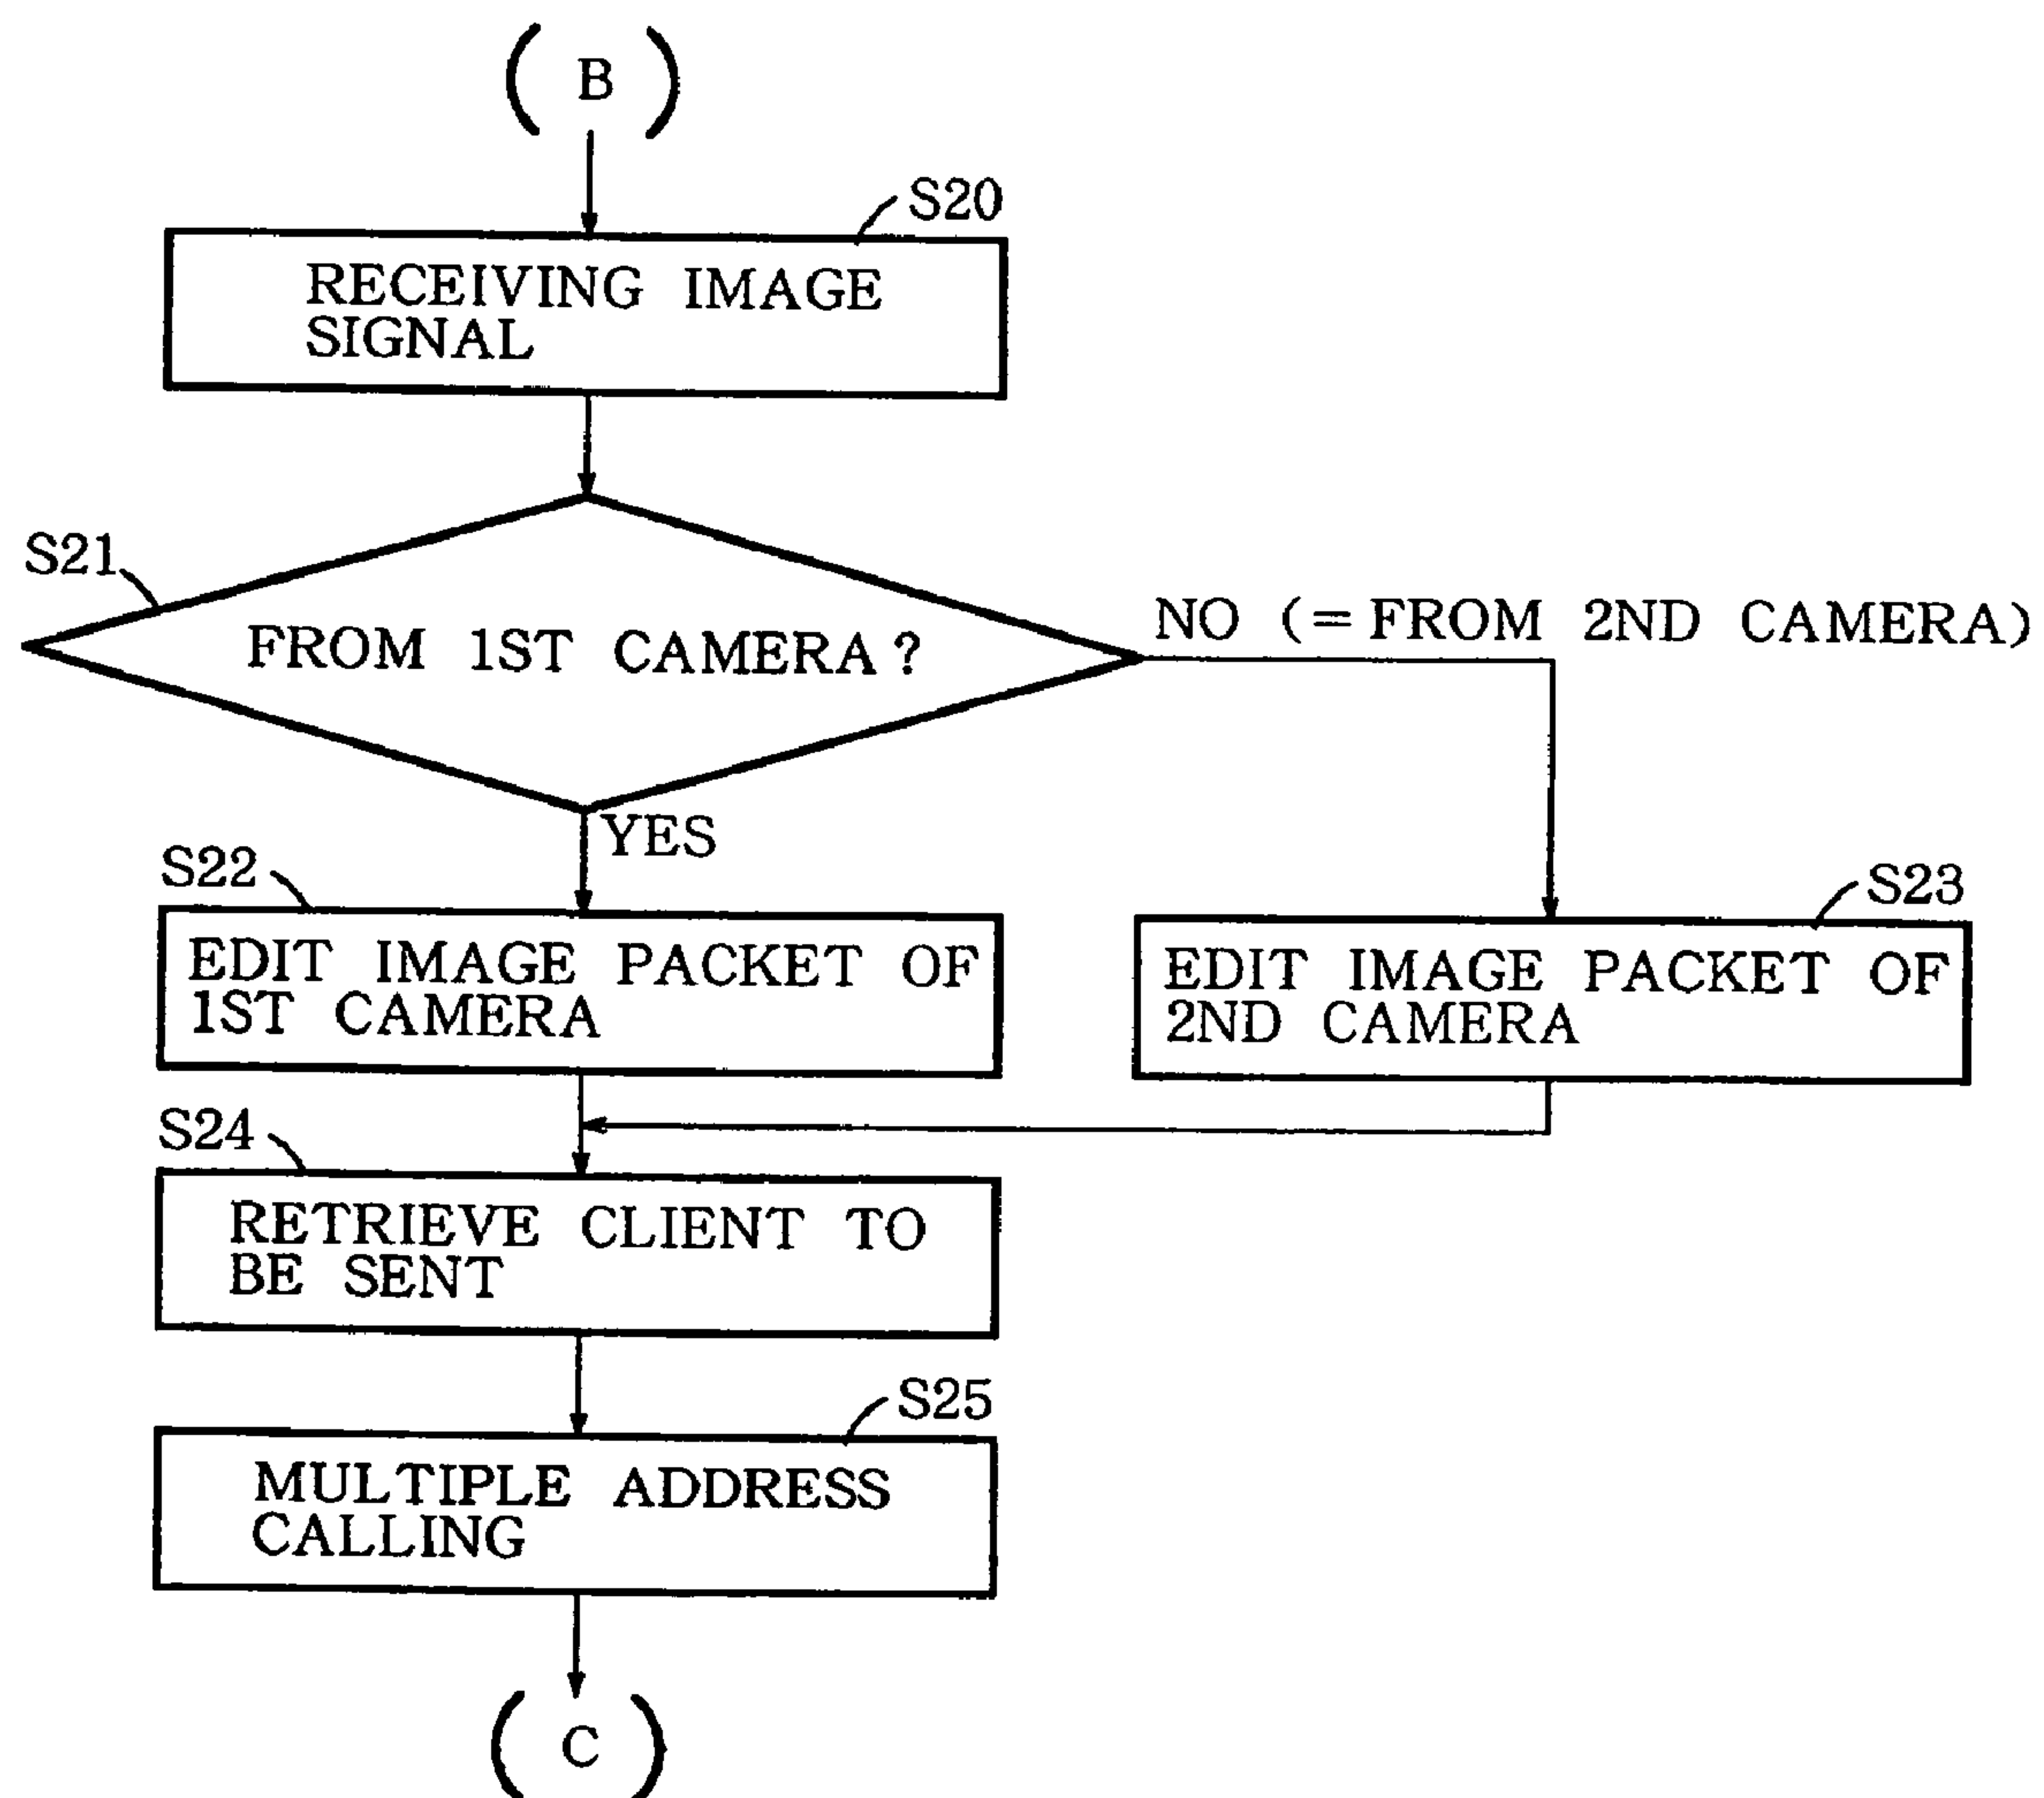 ( B )
S20
RECEIVING IMAGE
SIGNAL
S21
FROM 1ST CAMERA?
NO (= FROM 2ND CAMERA)
YES
S22
EDIT IMAGE PACKET OF
1ST CAMERA
S23
EDIT IMAGE PACKET OF
2ND CAMERA
S24
RETRIEVE CLIENT TO
BE SENT
S25
MULTIPLE ADDRESS
CALLING
( C )